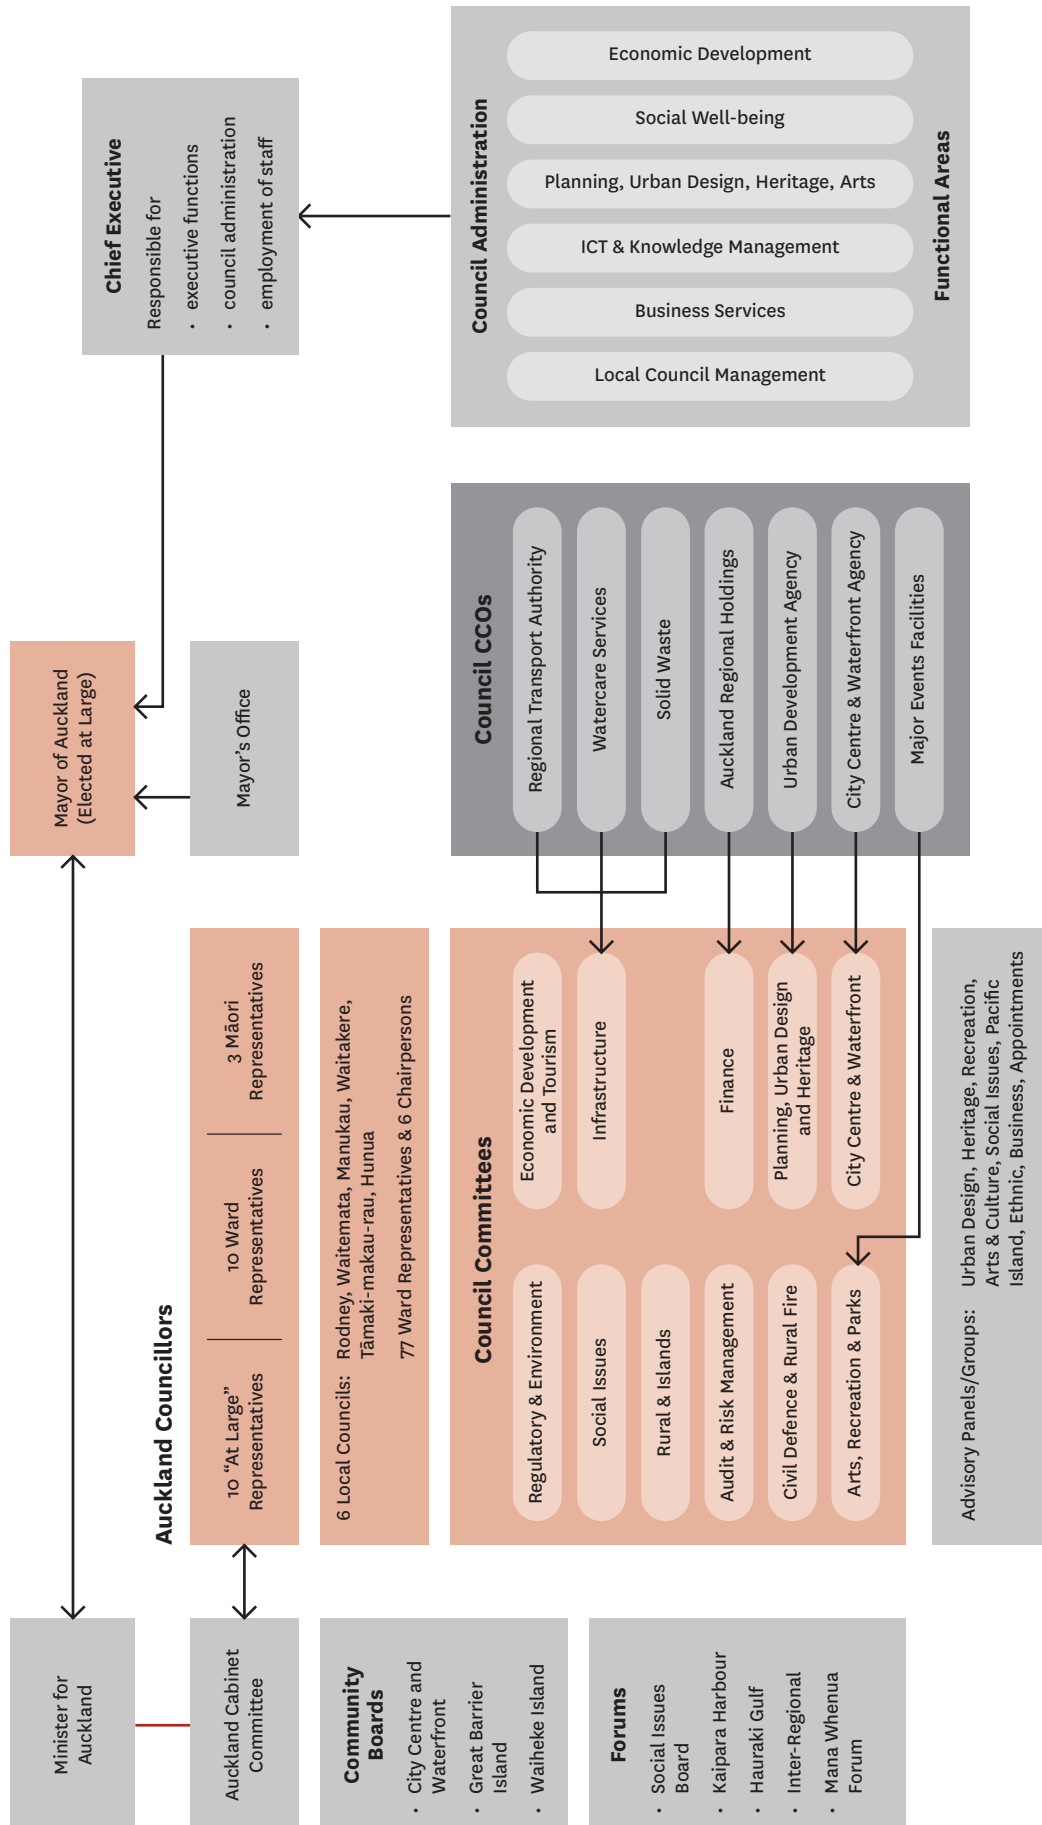 Minister for
Auckland
Auckland Cabinet
Committee
Community
Boards
· City Centre and
Waterfront
· Great Barrier
Island
· Waiheke Island
Forums
· Social Issues
Board
· Kaipara Harbour
· Hauraki Gulf
· Inter-Regional
· Mana Whenua
Forum
Auckland Councillors
10 “At Large”
Representatives
10 Ward
Representatives
3 Māori
Representatives
6 Local Councils: Rodney, Waitemata, Manukau, Waitakere,
Tāmaki-makau-rau, Hunua
77 Ward Representatives & 6 Chairpersons
Council Committees
Regulatory & Environment
Social Issues
Rural & Islands
Audit & Risk Management
Civil Defence & Rural Fire
Arts, Recreation & Parks
Economic Development
and Tourism
Infrastructure
Finance
Planning, Urban Design
and Heritage
City Centre & Waterfront
Advisory Panels/Groups: Urban Design, Heritage, Recreation,
Arts & Culture, Social Issues, Pacific
Island, Ethnic, Business, Appointments
Mayor of Auckland
(Elected at Large)
Mayor’s Office
Council CCOs
Regional Transport Authority
Watercare Services
Solid Waste
Auckland Regional Holdings
Urban Development Agency
City Centre & Waterfront Agency
Major Events Facilities
Chief Executive
Responsible for
· executive functions
· council administration
· employment of staff
Council Administration
Economic Development
Social Well-being
Planning, Urban Design, Heritage, Arts
ICT & Knowledge Management
Business Services
Local Council Management
Functional Areas